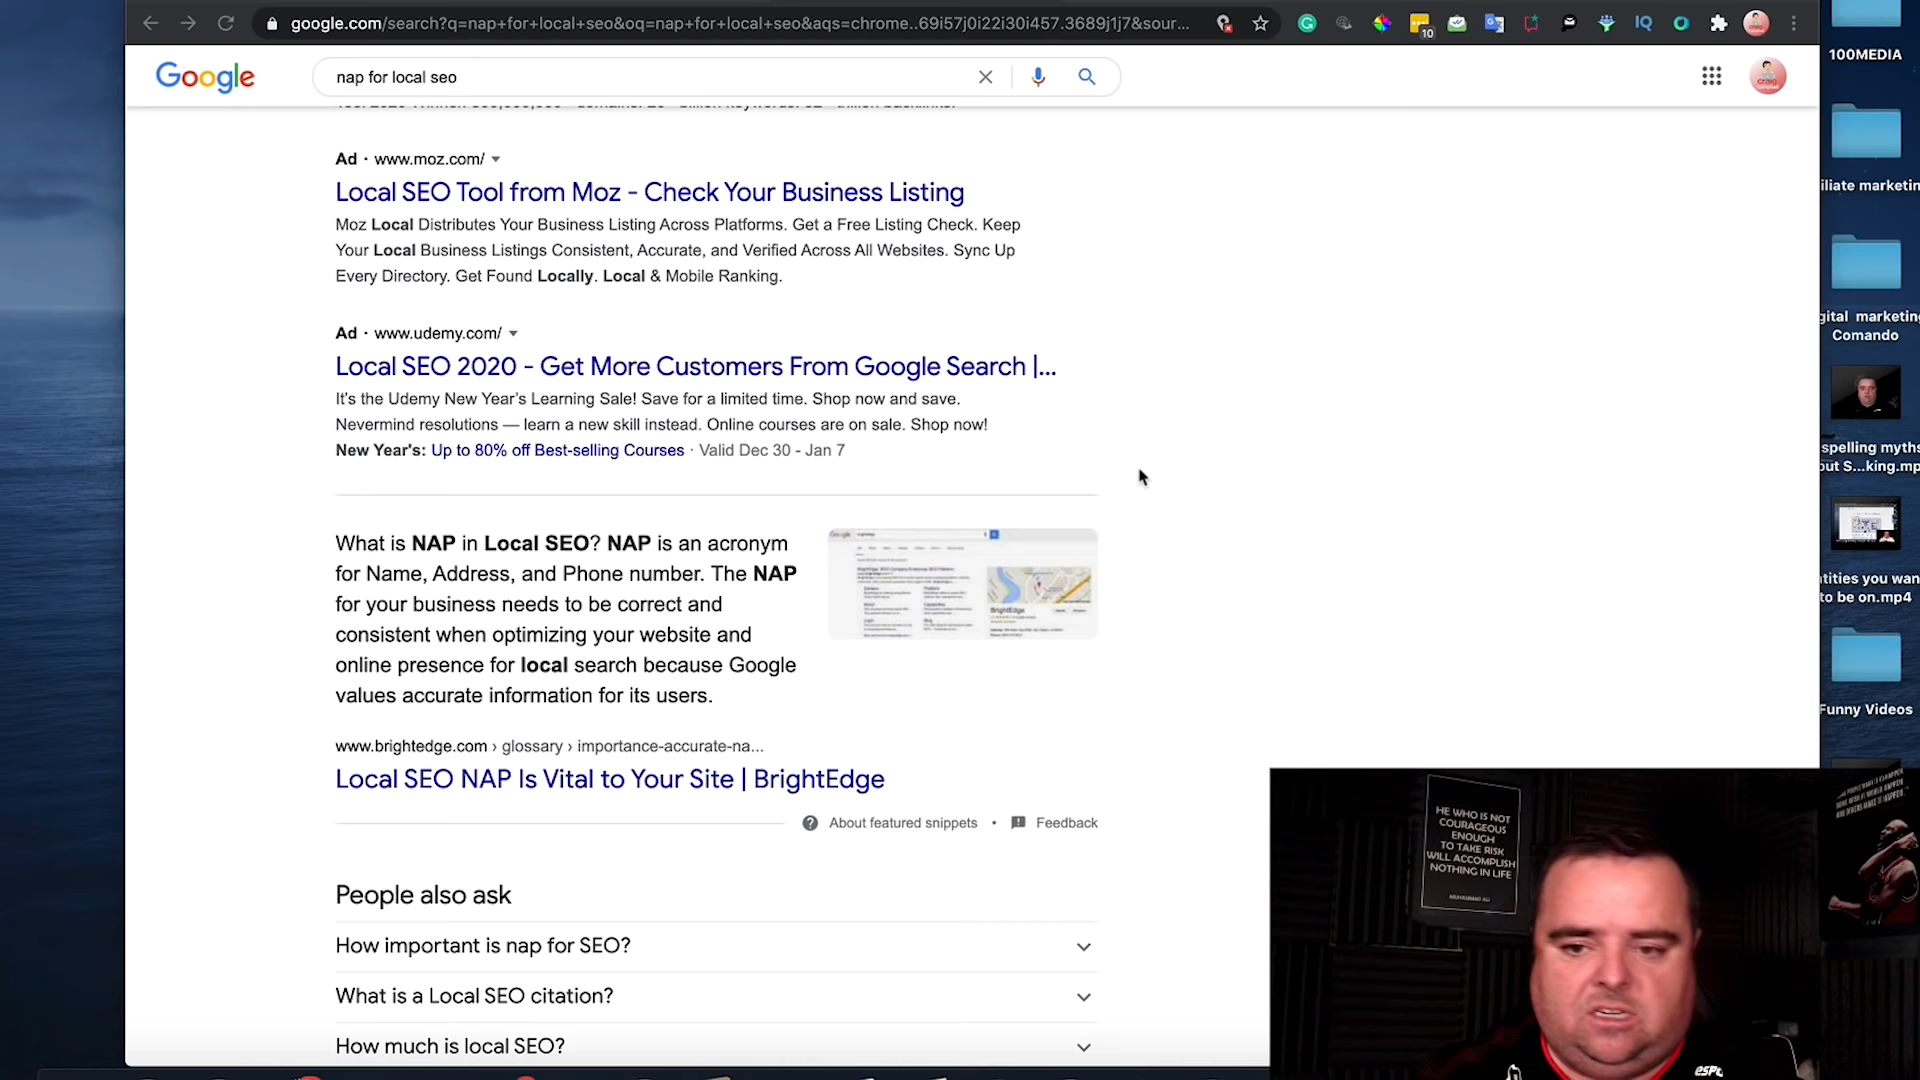 google.com/search?q=nap+for+local+seo&oq=nap+for+local+seo&aqs=chrome..69i57j0i22i30i457.3689j1j7&sour...
10
100MEDIA
Google
nap for local seo
Ad · www.moz.com/
Local SEO Tool from Moz - Check Your Business Listing
Moz Local Distributes Your Business Listing Across Platforms. Get a Free Listing Check. Keep
Your Local Business Listings Consistent, Accurate, and Verified Across All Websites. Sync Up
Every Directory. Get Found Locally. Local & Mobile Ranking.
iliate marketin
Ad · www.udemy.com/
Local SEO 2020 - Get More Customers From Google Search |...
It's the Udemy New Year's Learning Sale! Save for a limited time. Shop now and save.
Nevermind resolutions — learn a new skill instead. Online courses are on sale. Shop now!
New Year's: Up to 80% off Best-selling Courses · Valid Dec 30 - Jan 7
gital marketing
Comando
spelling myths
out S...king.mp
What is NAP in Local SEO? NAP is an acronym
for Name, Address, and Phone number. The NAP
for your business needs to be correct and
consistent when optimizing your website and
online presence for local search because Google
values accurate information for its users.
BrightEdge
tities you wan
to be on.mp4
Funny Videos
www.brightedge.com › glossary › importance-accurate-na...
Local SEO NAP Is Vital to Your Site | BrightEdge
About featured snippets • Feedback
People also ask
How important is nap for SEO?
What is a Local SEO citation?
How much is local SEO?
HE WHO IS NOT
COURAGEOUS
ENOUGH
TO TAKE RISK
WILL ACCOMPLISH
NOTHING IN LIFE
MUHAMMAD ALI